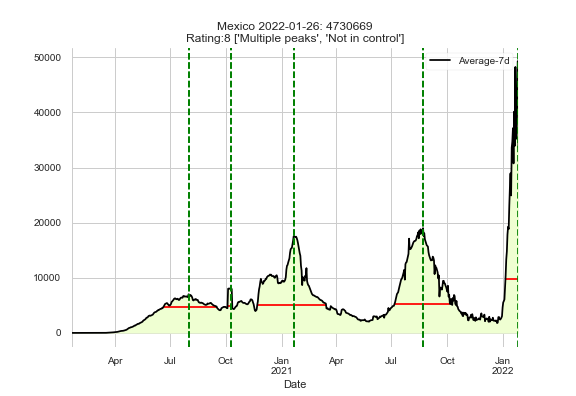 Mexico 2022-01-26: 4730669
Rating:8 ['Multiple peaks', 'Not in control']
Average-7d
50000
40000
30000
20000
10000
0
Apr Jul Oct Jan Apr Jul Oct Jan
2021 2022
Date